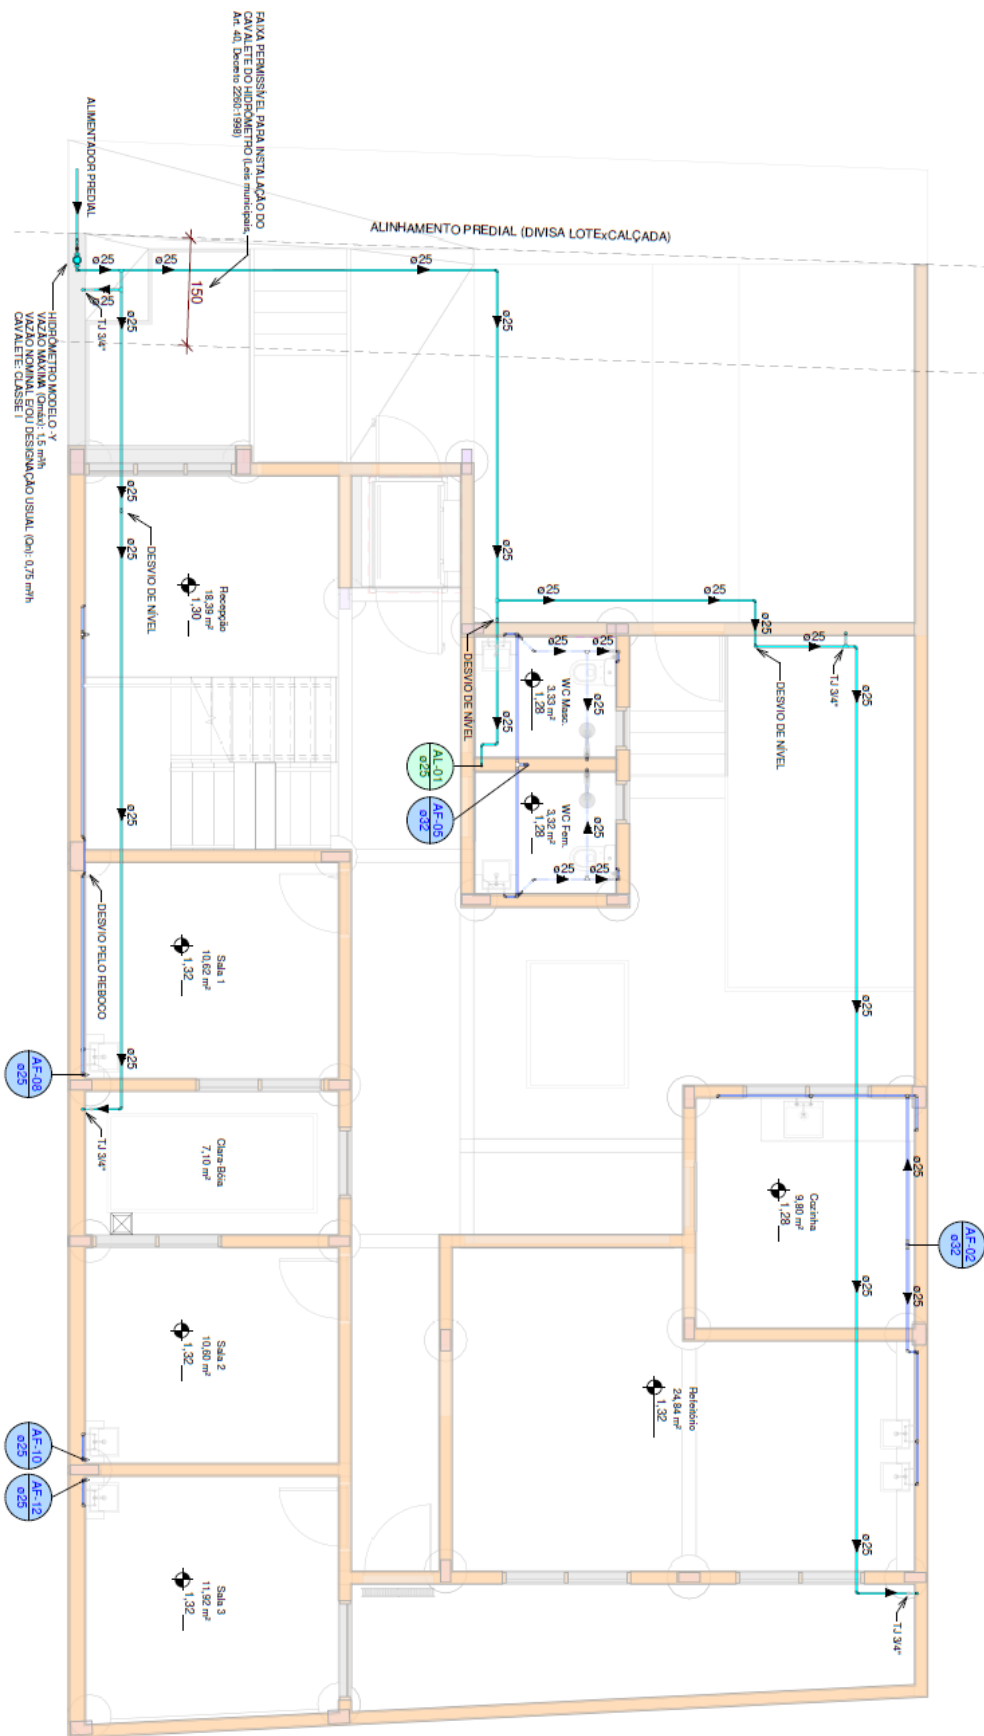 FAIXA PERMISSÍVEL PARA INSTALAÇÃO DO
CAVALETE DO HIDRÔMETRO (Leis municipais,
Art. 40, Decreto 2260:1998)
ALIMENTADOR PREDIAL
ALINHAMENTO PREDIAL (DIVISA LOTExCALÇADA)
150
HIDRÔMETRO MODELO -Y
VAZÃO MÁXIMA (Qmáx): 1,5 m³/h
VAZÃO NOMINAL E/OU DESIGNAÇÃO USUAL (Qn): 0,75 m³/h
CAVALETE: CLASSE I
TJ 3/4"
ø25
ø25
ø25
ø25
ø25
ø25
ø25
ø25
ø25
DESVIO DE NÍVEL
Recepção
18,39 m²
1,30
ø25
ø25
ø25
ø25
ø25
DESVIO DE NÍVEL
DESVIO DE NÍVEL
TJ 3/4"
ø25
ø25
ø25
WC Masc.
3,33 m²
1,28
ø25
ø25
AL-01
ø25
AF-05
ø32
WC Fem.
3,32 m²
1,28
ø25
ø25
ø25
ø25
DESVIO PELO REBOCO
Sala 1
10,62 m²
1,32
ø25
ø25
AF-08
ø25
TJ 3/4"
Clara-Bóia
7,10 m²
Cozinha
9,80 m²
1,28
ø25
ø25
ø25
AF-02
ø32
Sala 2
10,60 m²
1,32
AF-10
ø25
AF-12
ø25
Refeitório
24,84 m²
1,32
ø25
TJ 3/4"
Sala 3
11,92 m²
1,32